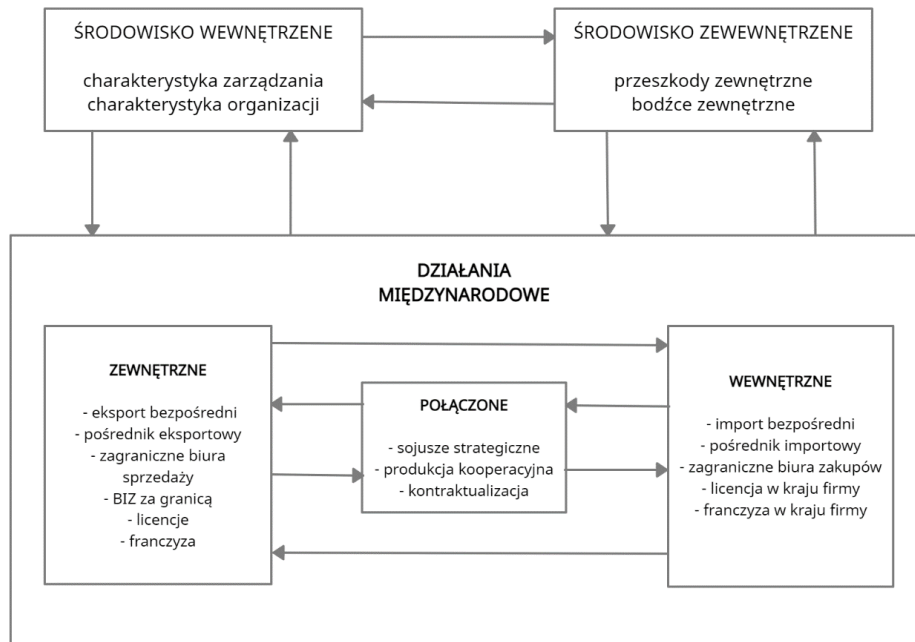 ŚRODOWISKO WEWNĘTRZENE
charakterystyka zarządzania
charakterystyka organizacji
ŚRODOWISKO ZEWEWNĘTRZENE
przeszkody zewnętrzne
bodźce zewnętrzne
DZIAŁANIA
MIĘDZYNARODOWE
ZEWNĘTRZNE
- eksport bezpośredni
- pośrednik eksportowy
- zagraniczne biura
sprzedaży
- BIZ za granicą
- licencje
- franczyza
POŁĄCZONE
- sojusze strategiczne
- produkcja kooperacyjna
- kontraktualizacja
WEWNĘTRZNE
- import bezpośredni
- pośrednik importowy
- zagraniczne biura zakupów
- licencja w kraju firmy
- franczyza w kraju firmy